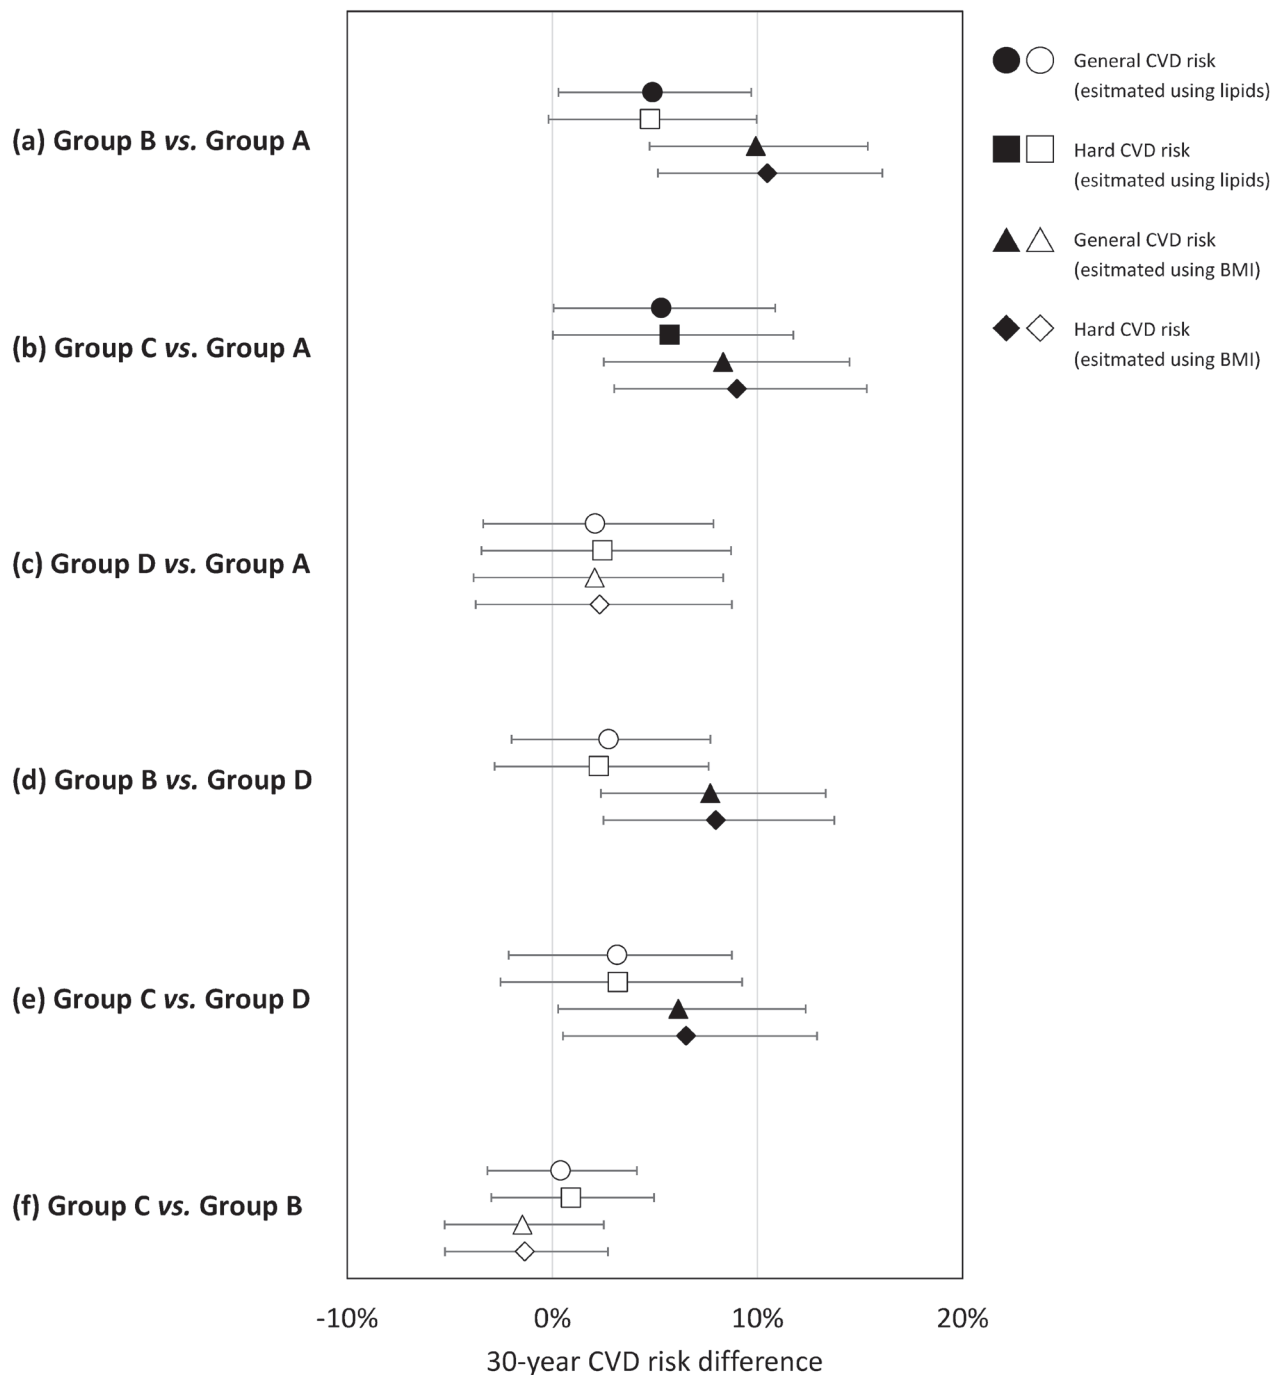 General CVD risk
(esitmated using lipids)
(a) Group B vs. Group A
Hard CVD risk
(esitmated using lipids)
General CVD risk
(esitmated using BMI)
(b) Group C vs. Group A
Hard CVD risk
(esitmated using BMI)
(c) Group D vs. Group A
(d) Group B vs. Group D
(e) Group C vs. Group D
(f) Group C vs. Group B
-10% 0% 10% 20%
30-year CVD risk difference